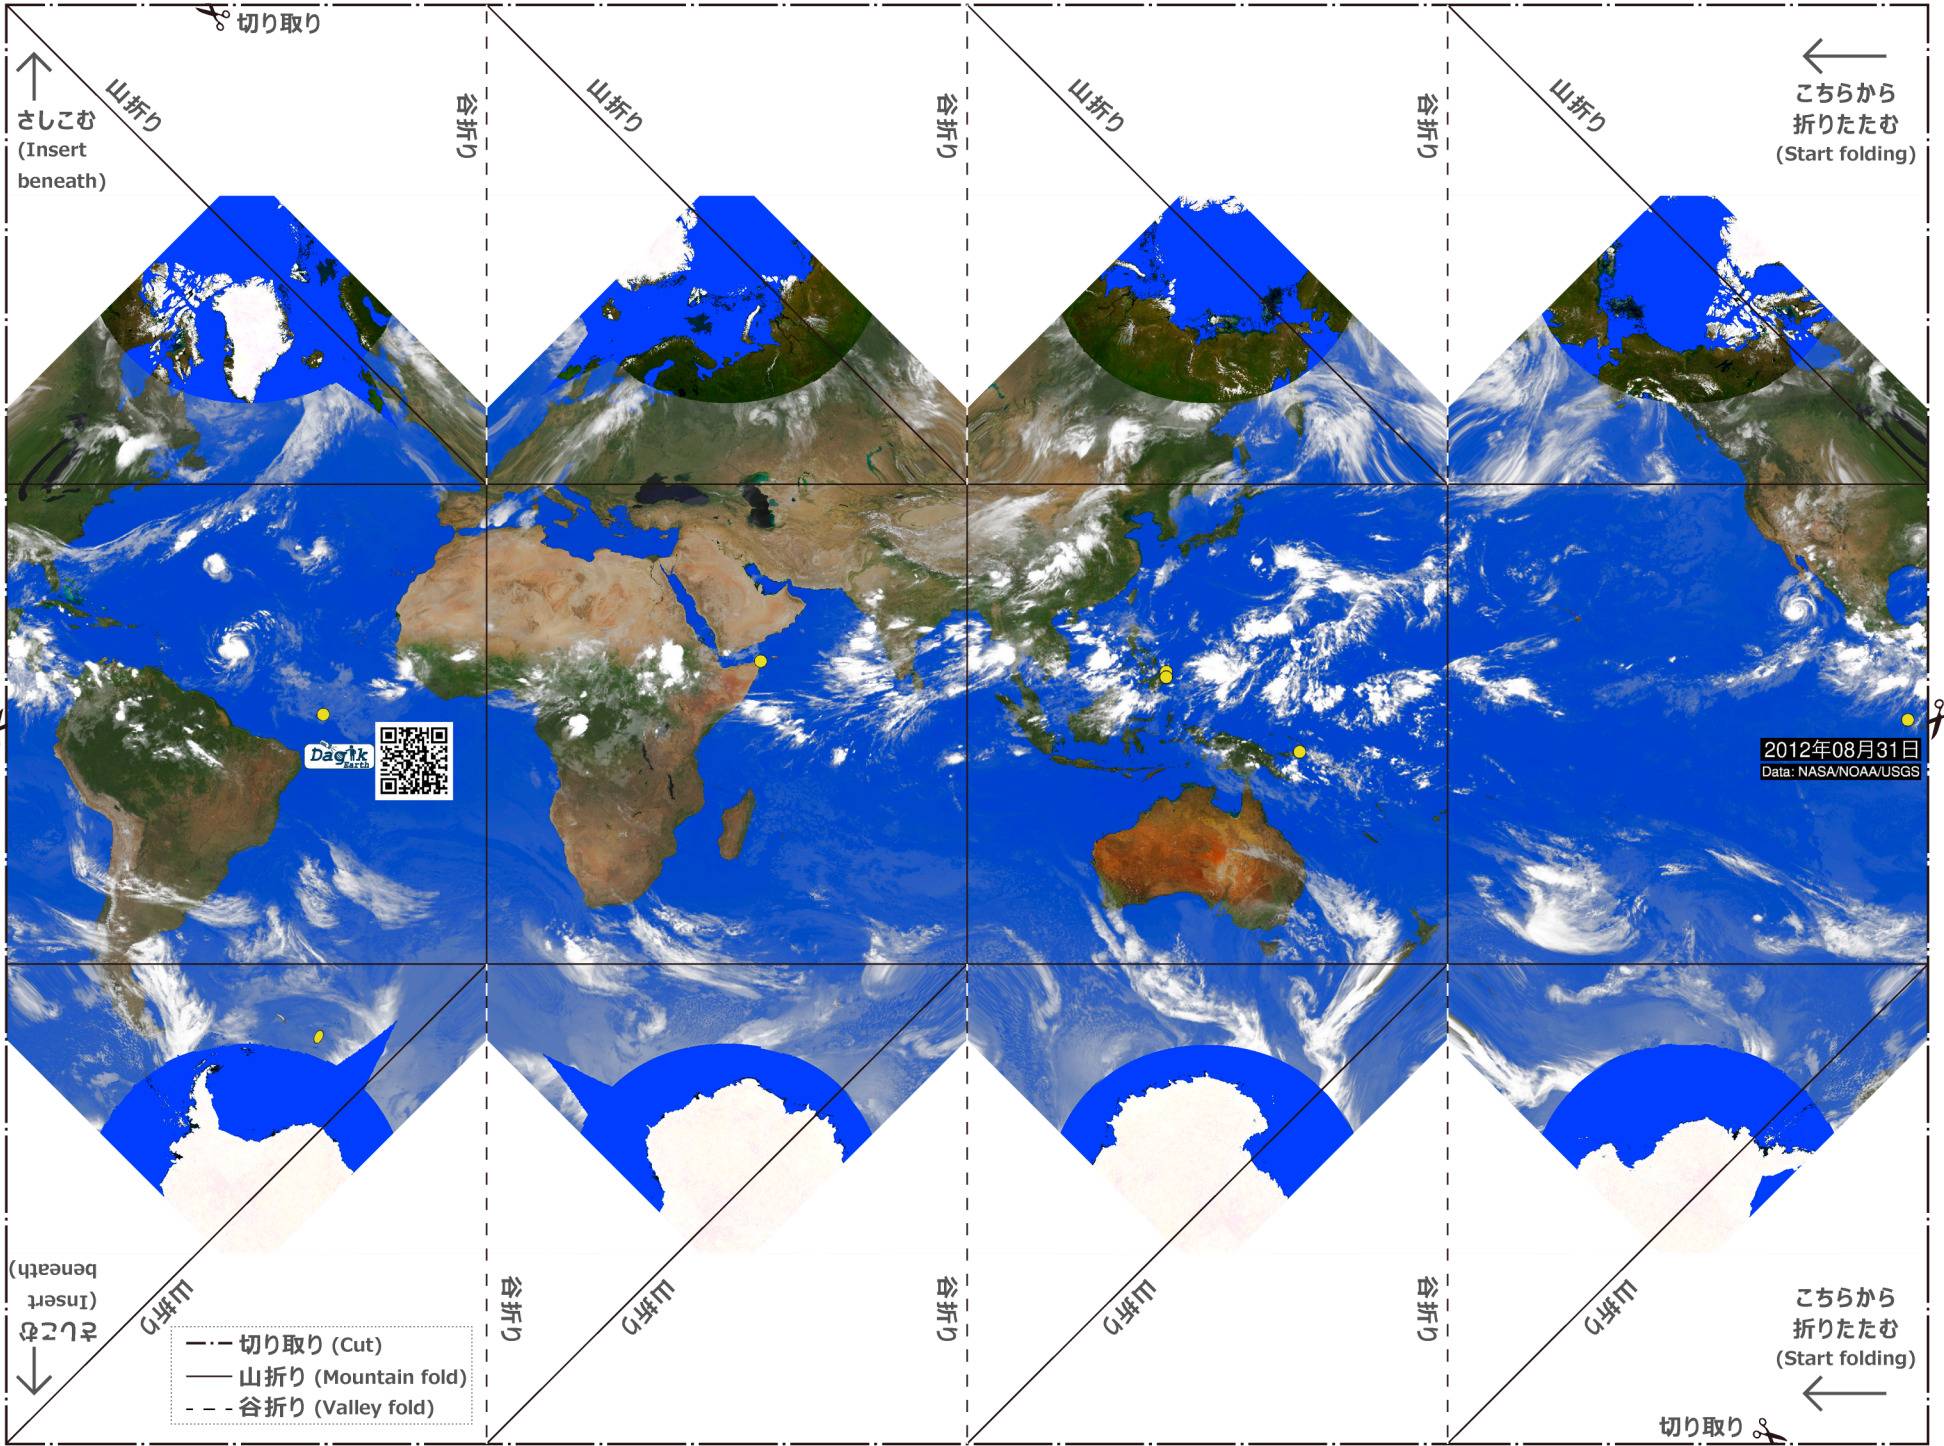 切り取り
山折り
谷折り
山折り
谷折り
山折り
谷折り
山折り
さしこむ
(Insert
beneath)
こちらから
折りたたむ
(Start folding)
Dagik
Earth
2012年08月31日
Data: NASA/NOAA/USGS
さしこむ
(Insert
beneath)
山折り
谷折り
山折り
谷折り
山折り
谷折り
山折り
こちらから
折りたたむ
(Start folding)
切り取り (Cut)
山折り (Mountain fold)
谷折り (Valley fold)
切り取り